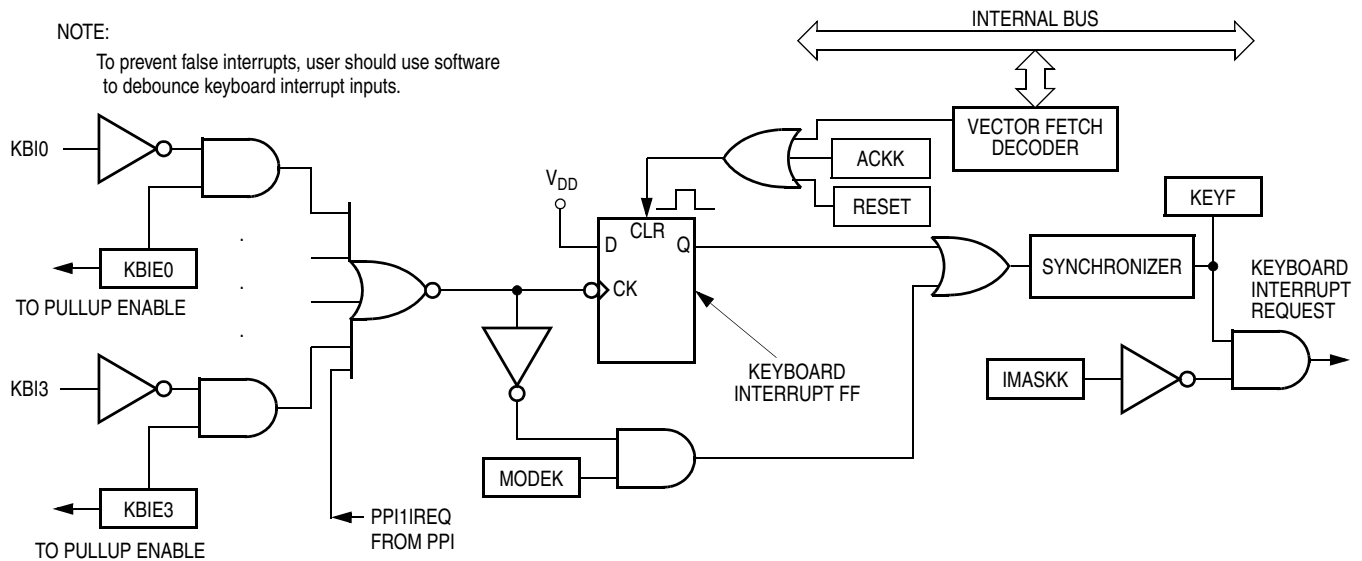 INTERNAL BUS
NOTE:
To prevent false interrupts, user should use software
to debounce keyboard interrupt inputs.
VECTOR FETCH
DECODER
KBI0
ACKK
VDD
RESET
KEYF
CLR
D
Q
CK
KBIE0
TO PULLUP ENABLE
SYNCHRONIZER
KEYBOARD
INTERRUPT
REQUEST
KEYBOARD
INTERRUPT FF
IMASKK
KBI3
MODEK
KBIE3
PPI1IREQ
FROM PPI
TO PULLUP ENABLE